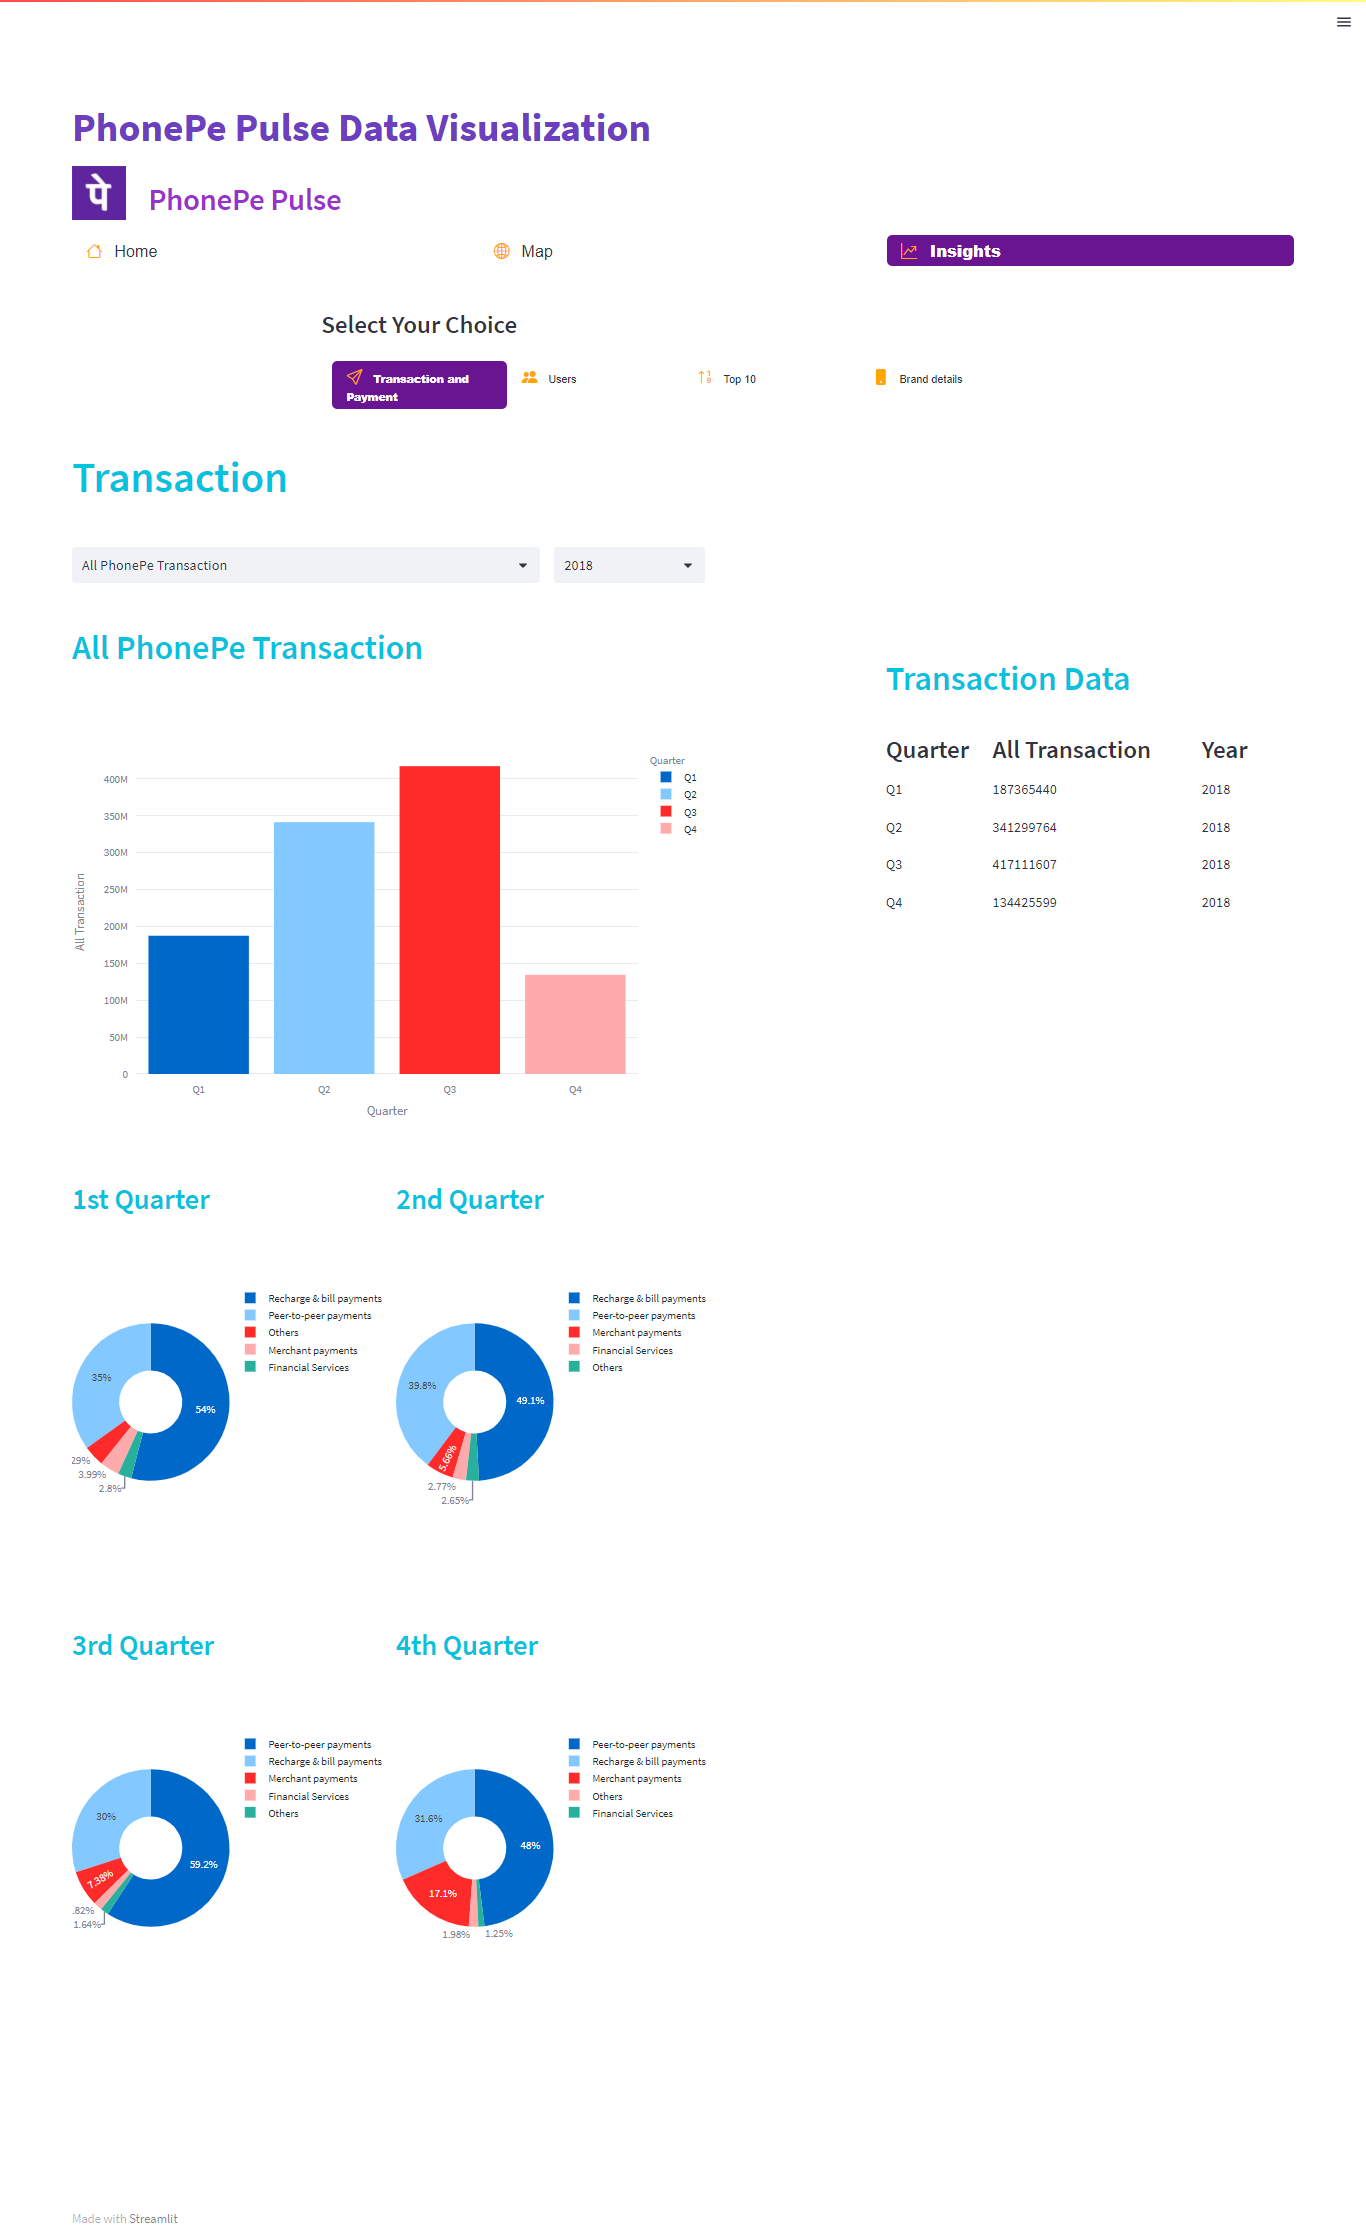 PhonePe Pulse Data Visualization
पे
PhonePe Pulse
Home Map Insights
Select Your Choice
Transaction and
Payment
Users
Top 10
Brand details
Transaction
All PhonePe Transaction 2018
All PhonePe Transaction
Quarter
Q1
Q2
Q3
Q4
400M
350M
300M
250M
200M
150M
100M
50M
0
All Transaction
Q1 Q2 Q3 Q4
Quarter
Transaction Data
Quarter All Transaction Year
Q1 187365440 2018
Q2 341299764 2018
Q3 417111607 2018
Q4 134425599 2018
1st Quarter
Recharge & bill payments
Peer-to-peer payments
Others
Merchant payments
Financial Services
35%
54%
29%
3.99%
2.8%
2nd Quarter
Recharge & bill payments
Peer-to-peer payments
Merchant payments
Financial Services
Others
39.8%
49.1%
5.66%
2.77%
2.65%
3rd Quarter
Peer-to-peer payments
Recharge & bill payments
Merchant payments
Financial Services
Others
30%
59.2%
7.38%
.82%
1.64%
4th Quarter
Peer-to-peer payments
Recharge & bill payments
Merchant payments
Others
Financial Services
31.6%
48%
17.1%
1.98%
1.25%
Made with Streamlit